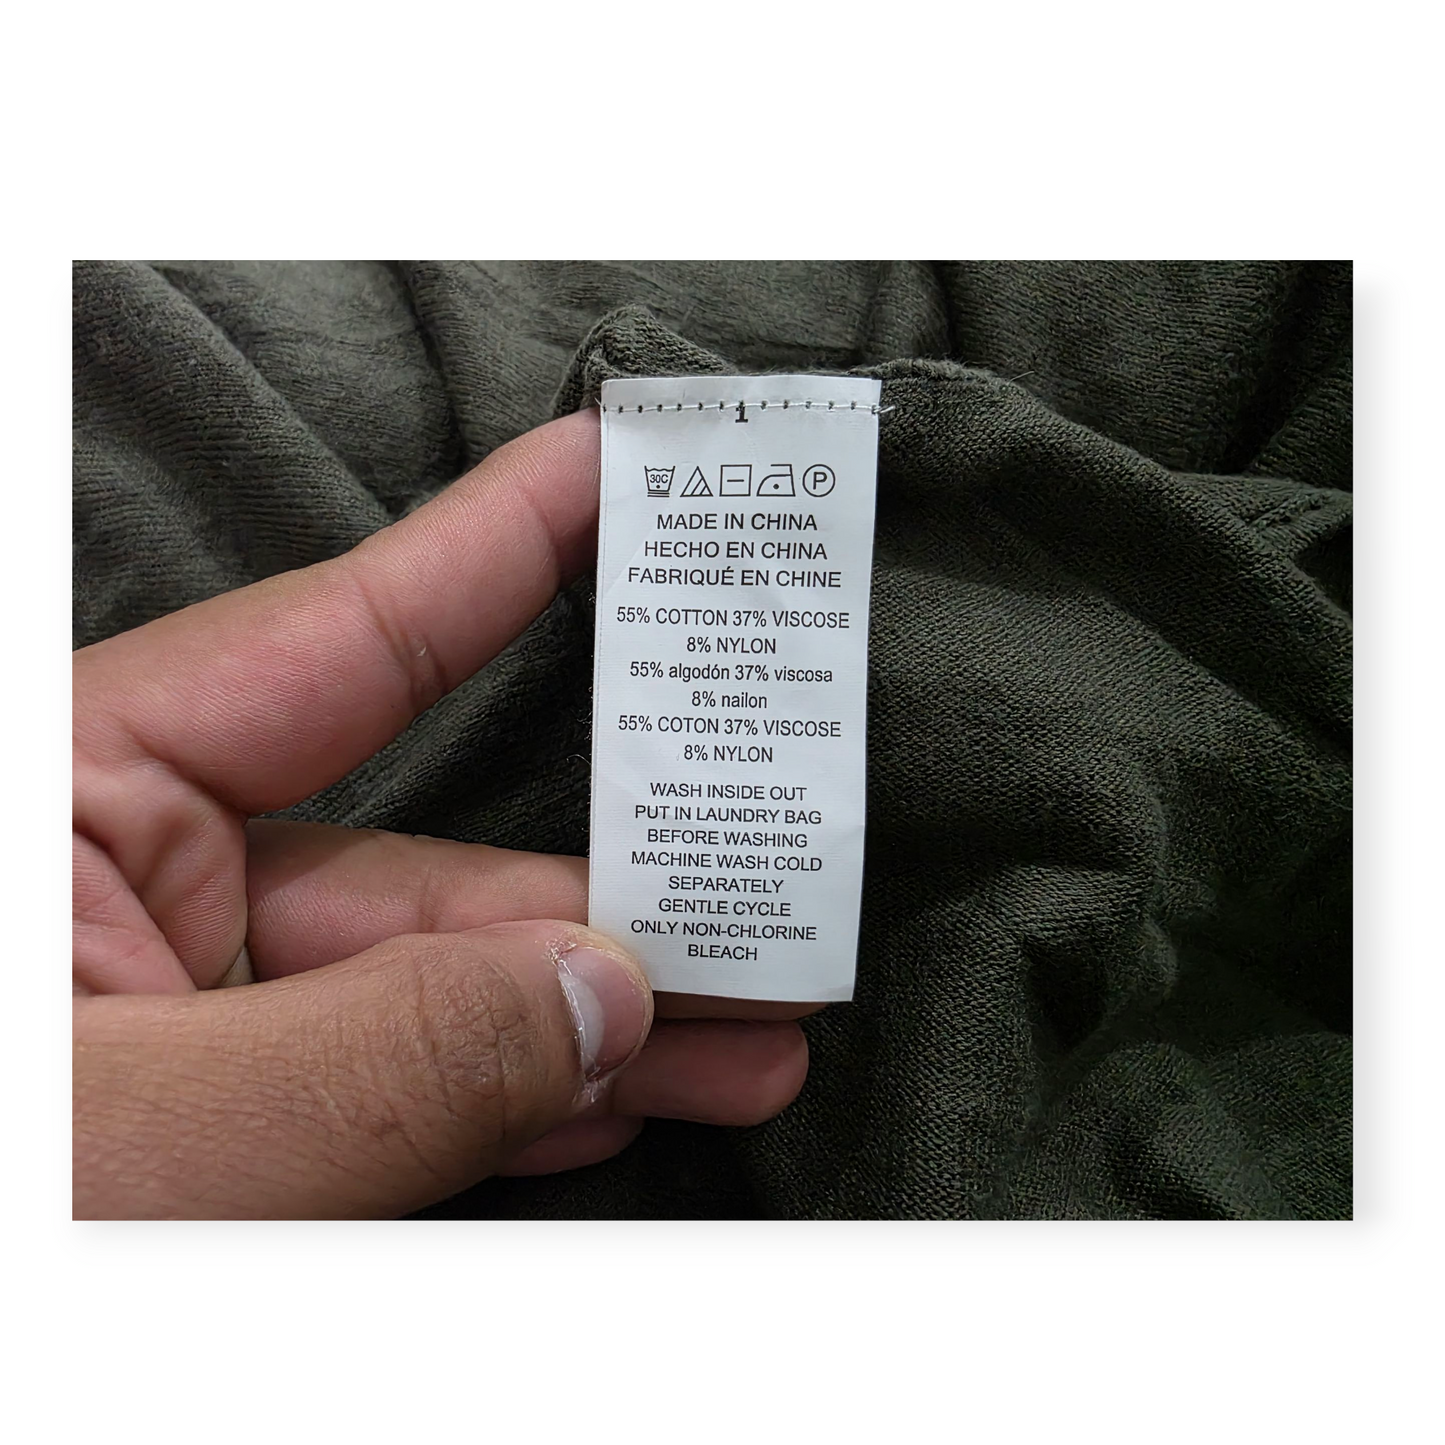 1
30C
P
MADE IN CHINA
HECHO EN CHINA
FABRIQUÉ EN CHINE
55% COTTON 37% VISCOSE
8% NYLON
55% algodón 37% viscosa
8% nailon
55% COTON 37% VISCOSE
8% NYLON
WASH INSIDE OUT
PUT IN LAUNDRY BAG
BEFORE WASHING
MACHINE WASH COLD
SEPARATELY
GENTLE CYCLE
ONLY NON-CHLORINE
BLEACH